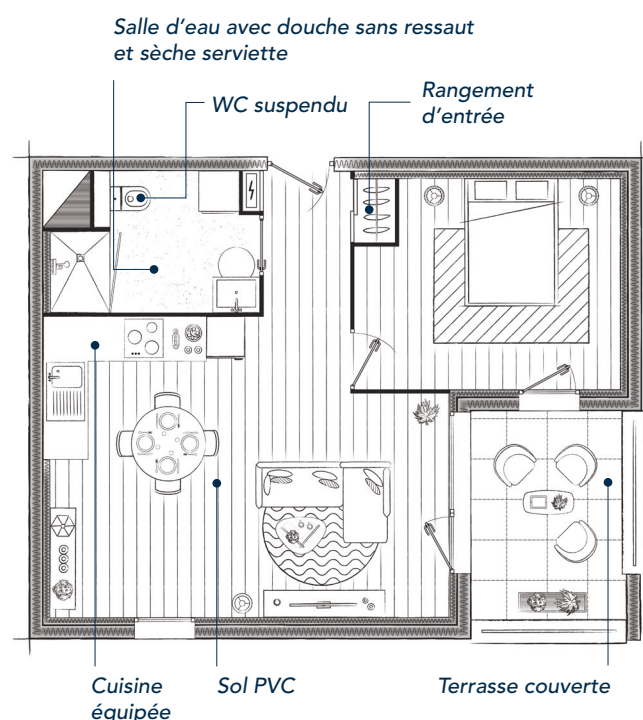 Salle d'eau avec douche sans ressaut
et sèche serviette
WC suspendu
Rangement
d'entrée
Cuisine
équipée
Sol PVC
Terrasse couverte